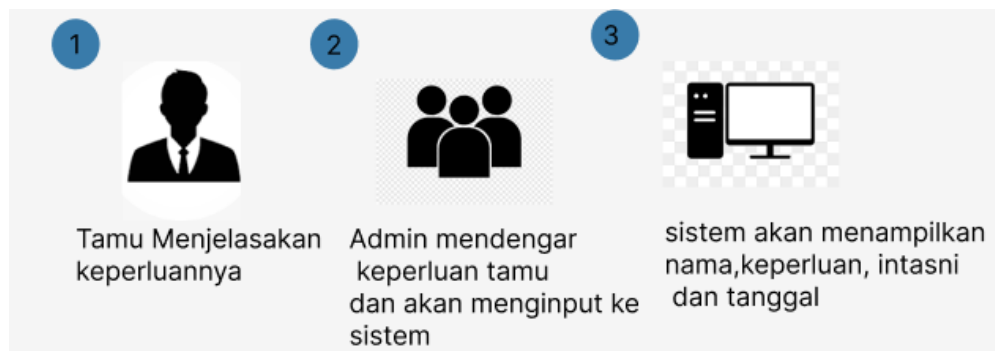 1
Tamu Menjelasakan
keperluannya
2
Admin mendengar
keperluan tamu
dan akan menginput ke
sistem
3
sistem akan menampilkan
nama,keperluan, intasni
dan tanggal